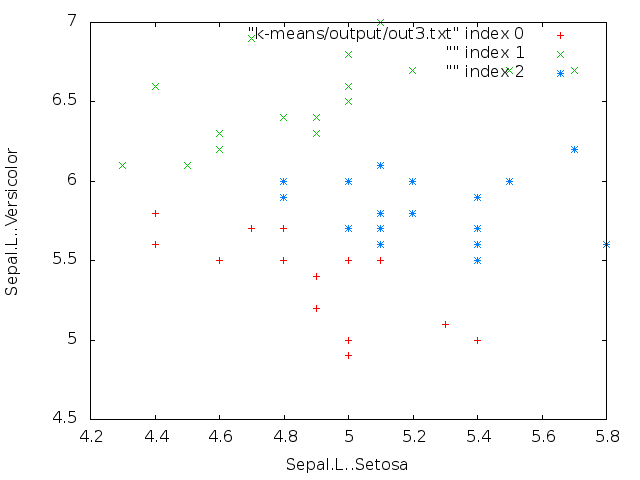 7
6.5
6
5.5
5
4.5
4.2 4.4 4.6 4.8 5 5.2 5.4 5.6 5.8
Sepal.L..Versicolor
Sepal.L..Setosa
"k-means/output/out3.txt" index 0
"" index 1
"" index 2